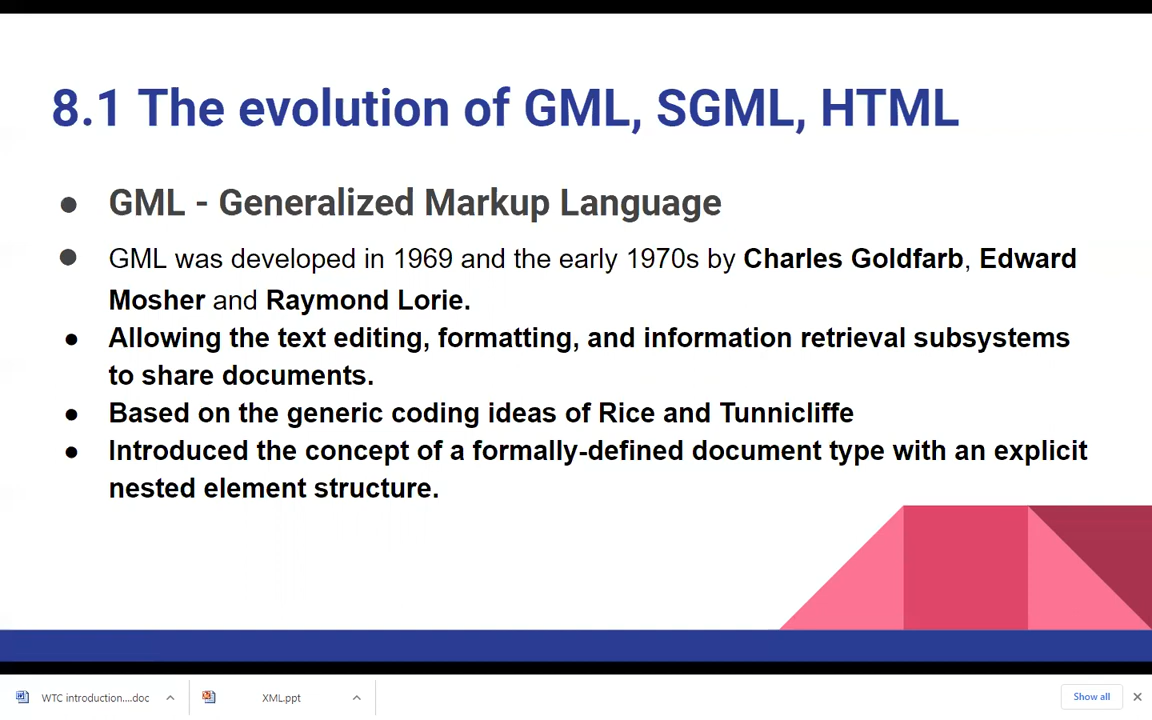 8.1 The evolution of GML, SGML, HTML
● GML - Generalized Markup Language
● GML was developed in 1969 and the early 1970s by Charles Goldfarb, Edward
Mosher and Raymond Lorie.
● Allowing the text editing, formatting, and information retrieval subsystems
to share documents.
● Based on the generic coding ideas of Rice and Tunnicliffe
● Introduced the concept of a formally-defined document type with an explicit
nested element structure.
WTC introduction....doc XML.ppt Show all